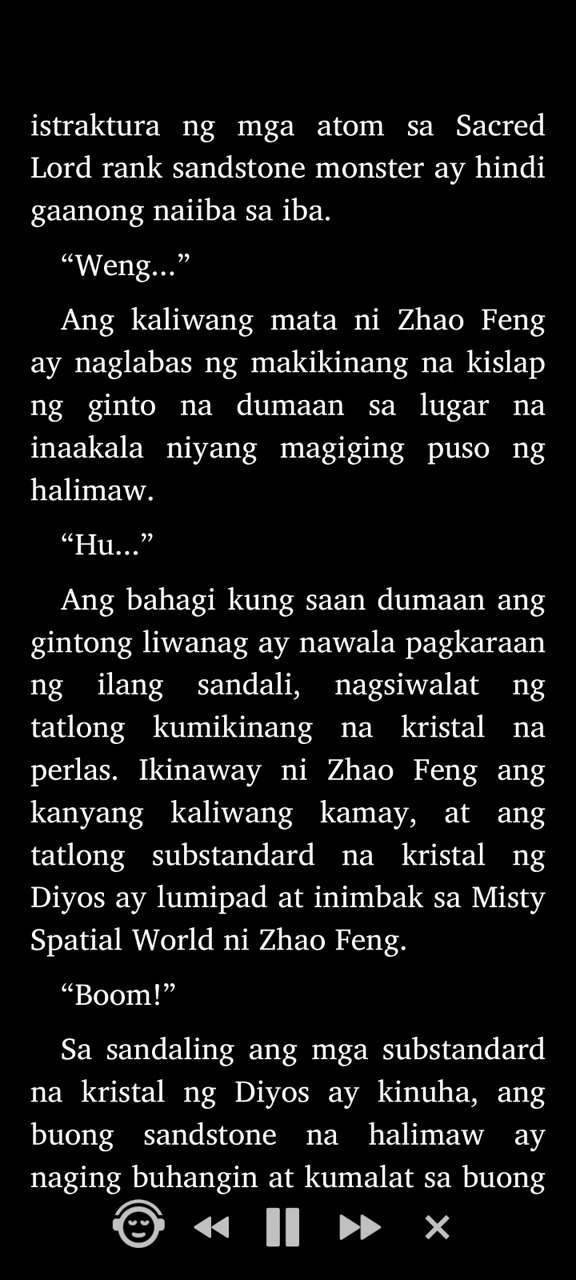 istraktura ng mga atom sa Sacred
Lord rank sandstone monster ay hindi
gaanong naiiba sa iba.
“Weng...”
Ang kaliwang mata ni Zhao Feng
ay naglabas ng makikinang na kislap
ng ginto na dumaan sa lugar na
inaakala niyang magiging puso ng
halimaw.
“Hu...”
Ang bahagi kung saan dumaan ang
gintong liwanag ay nawala pagkaraan
ng ilang sandali, nagsiwalat ng
tatlong kumikinang na kristal na
perlas. Ikinaway ni Zhao Feng ang
kanyang kaliwang kamay, at ang
tatlong substandard na kristal ng
Diyos ay lumipad at inimbak sa Misty
Spatial World ni Zhao Feng.
“Boom!”
Sa sandaling ang mga substandard
na kristal ng Diyos ay kinuha, ang
buong sandstone na halimaw ay
naging buhangin at kumalat sa buong